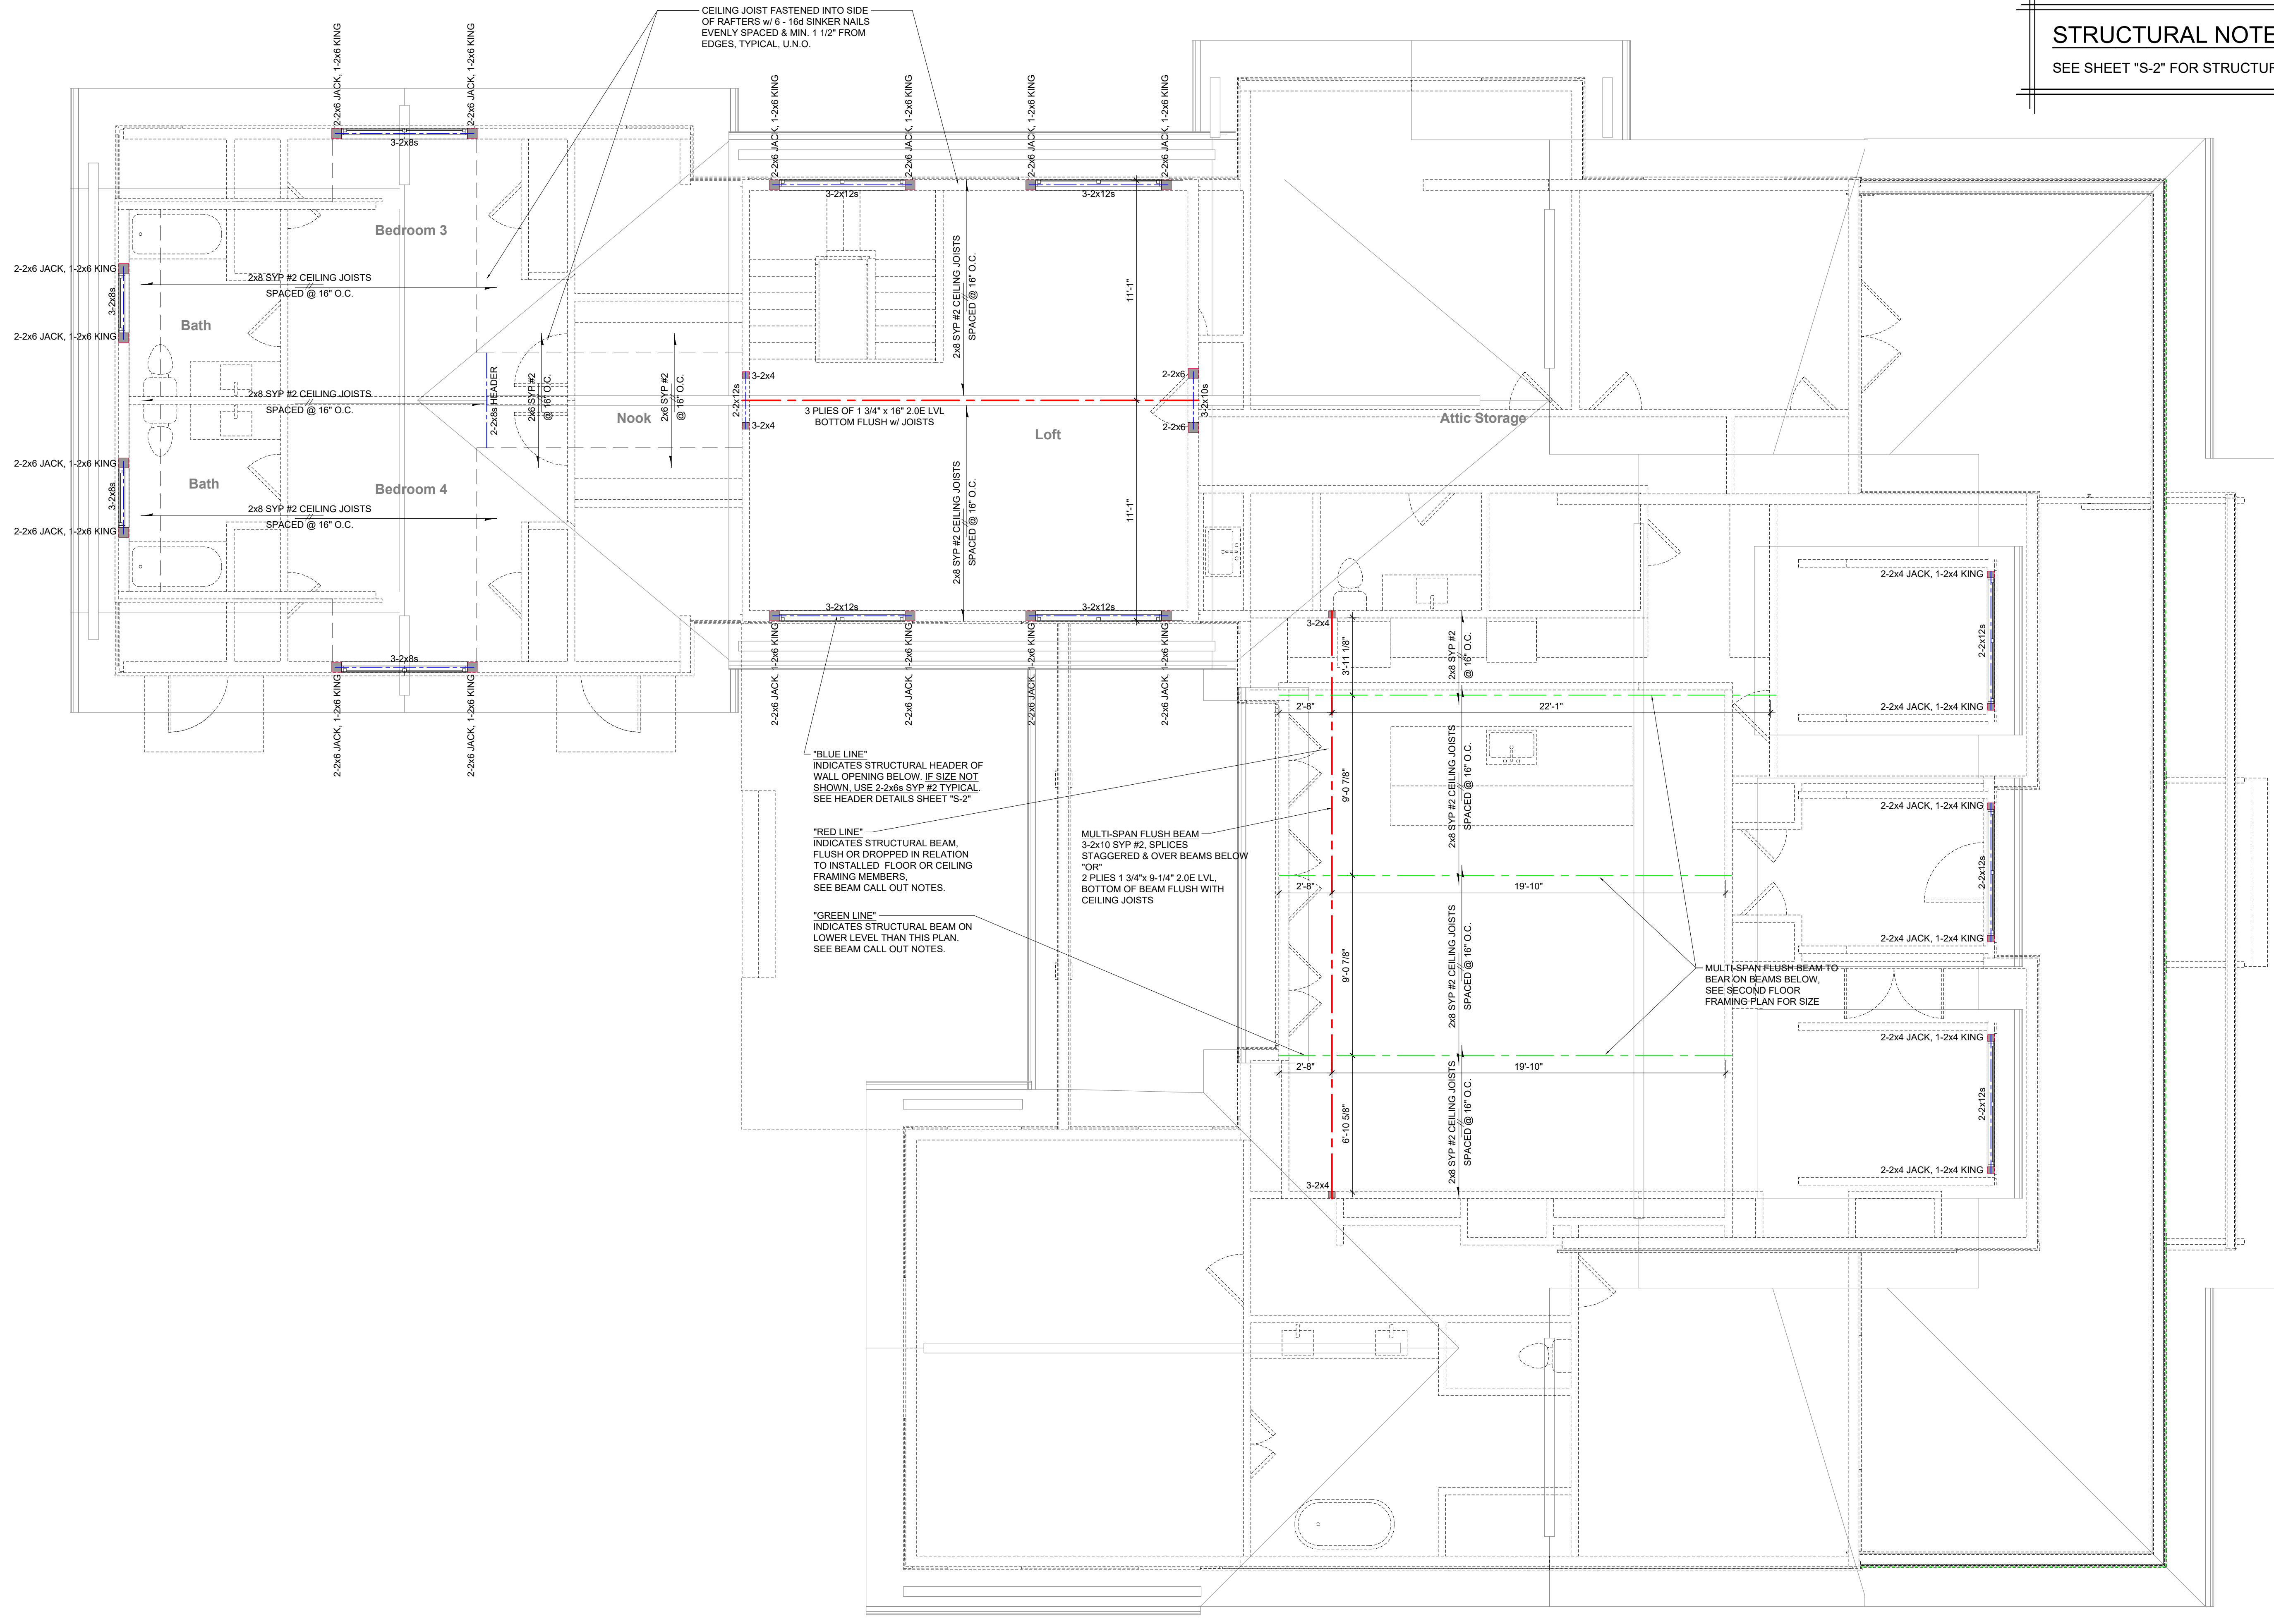 CEILING JOIST FASTENED INTO SIDE
OF RAFTERS w/ 6 - 16d SINKER NAILS
EVENLY SPACED & MIN. 1 1/2" FROM
EDGES, TYPICAL, U.N.O.
STRUCTURAL NOTE
SEE SHEET "S-2" FOR STRUCTUR
2-2x6 JACK, 1-2x6 KING
2-2x6 JACK, 1-2x6 KING
2-2x6 JACK, 1-2x6 KING
2-2x6 JACK, 1-2x6 KING
2-2x6 JACK, 1-2x6 KING
2-2x6 JACK, 1-2x6 KING
3-2x8s
3-2x12s
3-2x12s
Bedroom 3
2-2x6 JACK, 1-2x6 KING
3-2x8s
2-2x6 JACK, 1-2x6 KING
2x8 SYP #2 CEILING JOISTS
SPACED @ 16" O.C.
Bath
2x8 SYP #2 CEILING JOISTS
SPACED @ 16" O.C.
2-2x8s HEADER
2x6 SYP #2
@ 16" O.C.
Nook
2x6 SYP #2
@ 16" O.C.
2x8 SYP #2 CEILING JOISTS
SPACED @ 16" O.C.
11'-1"
3-2x4
2-2x12s
3-2x4
3 PLIES OF 1 3/4" x 16" 2.0E LVL
BOTTOM FLUSH w/ JOISTS
Loft
2-2x6
3-2x10s
2-2x6
Attic Storage
2-2x6 JACK, 1-2x6 KING
3-2x8s
2-2x6 JACK, 1-2x6 KING
Bath
Bedroom 4
2x8 SYP #2 CEILING JOISTS
SPACED @ 16" O.C.
2x8 SYP #2 CEILING JOISTS
SPACED @ 16" O.C.
11'-1"
3-2x8s
3-2x12s
3-2x12s
2-2x6 JACK, 1-2x6 KING
2-2x6 JACK, 1-2x6 KING
2-2x6 JACK, 1-2x6 KING
2-2x6 JACK, 1-2x6 KING
2-2x6 JACK, 1-2x6 KING
2-2x6 JACK, 1-2x6 KING
3-2x4
3'-11 1/8"
2x8 SYP #2
@ 16" O.C.
2-2x4 JACK, 1-2x4 KING
2-2x12s
2-2x4 JACK, 1-2x4 KING
2'-8"
22'-1"
"BLUE LINE"
INDICATES STRUCTURAL HEADER OF
WALL OPENING BELOW. IF SIZE NOT
SHOWN, USE 2-2x6s SYP #2 TYPICAL.
SEE HEADER DETAILS SHEET "S-2"
"RED LINE"
INDICATES STRUCTURAL BEAM,
FLUSH OR DROPPED IN RELATION
TO INSTALLED FLOOR OR CEILING
FRAMING MEMBERS,
SEE BEAM CALL OUT NOTES.
"GREEN LINE"
INDICATES STRUCTURAL BEAM ON
LOWER LEVEL THAN THIS PLAN.
SEE BEAM CALL OUT NOTES.
MULTI-SPAN FLUSH BEAM
3-2x10 SYP #2, SPLICES
STAGGERED & OVER BEAMS BELOW
"OR"
2 PLIES 1 3/4"x 9-1/4" 2.0E LVL,
BOTTOM OF BEAM FLUSH WITH
CEILING JOISTS
9'-0 7/8"
2x8 SYP #2 CEILING JOISTS
SPACED @ 16" O.C.
2'-8"
19'-10"
2-2x4 JACK, 1-2x4 KING
2-2x12s
2-2x4 JACK, 1-2x4 KING
9'-0 7/8"
2x8 SYP #2 CEILING JOISTS
SPACED @ 16" O.C.
MULTI-SPAN FLUSH BEAM TO
BEAR ON BEAMS BELOW,
SEE SECOND FLOOR
FRAMING PLAN FOR SIZE
2'-8"
19'-10"
6'-10 5/8"
2x8 SYP #2 CEILING JOISTS
SPACED @ 16" O.C.
2-2x4 JACK, 1-2x4 KING
2-2x12s
2-2x4 JACK, 1-2x4 KING
3-2x4